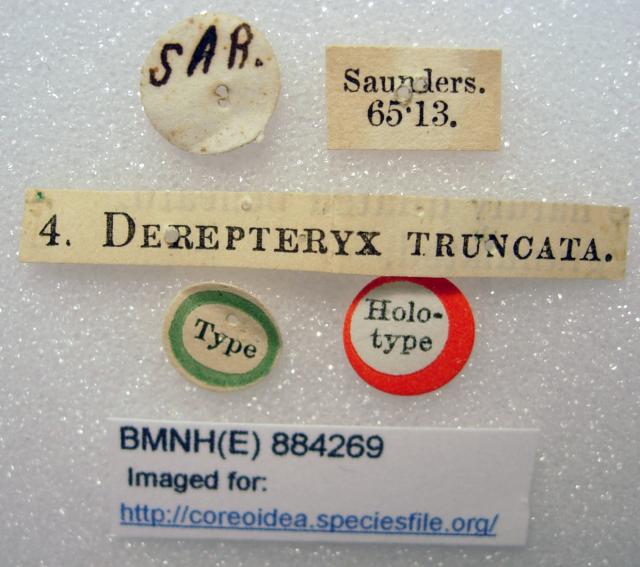 SAR.
Saunders.
65·13.
4. DEREPTERYX TRUNCATA.
Type
Holo-
type
BMNH(E) 884269
Imaged for:
http://coreoidea.speciesfile.org/